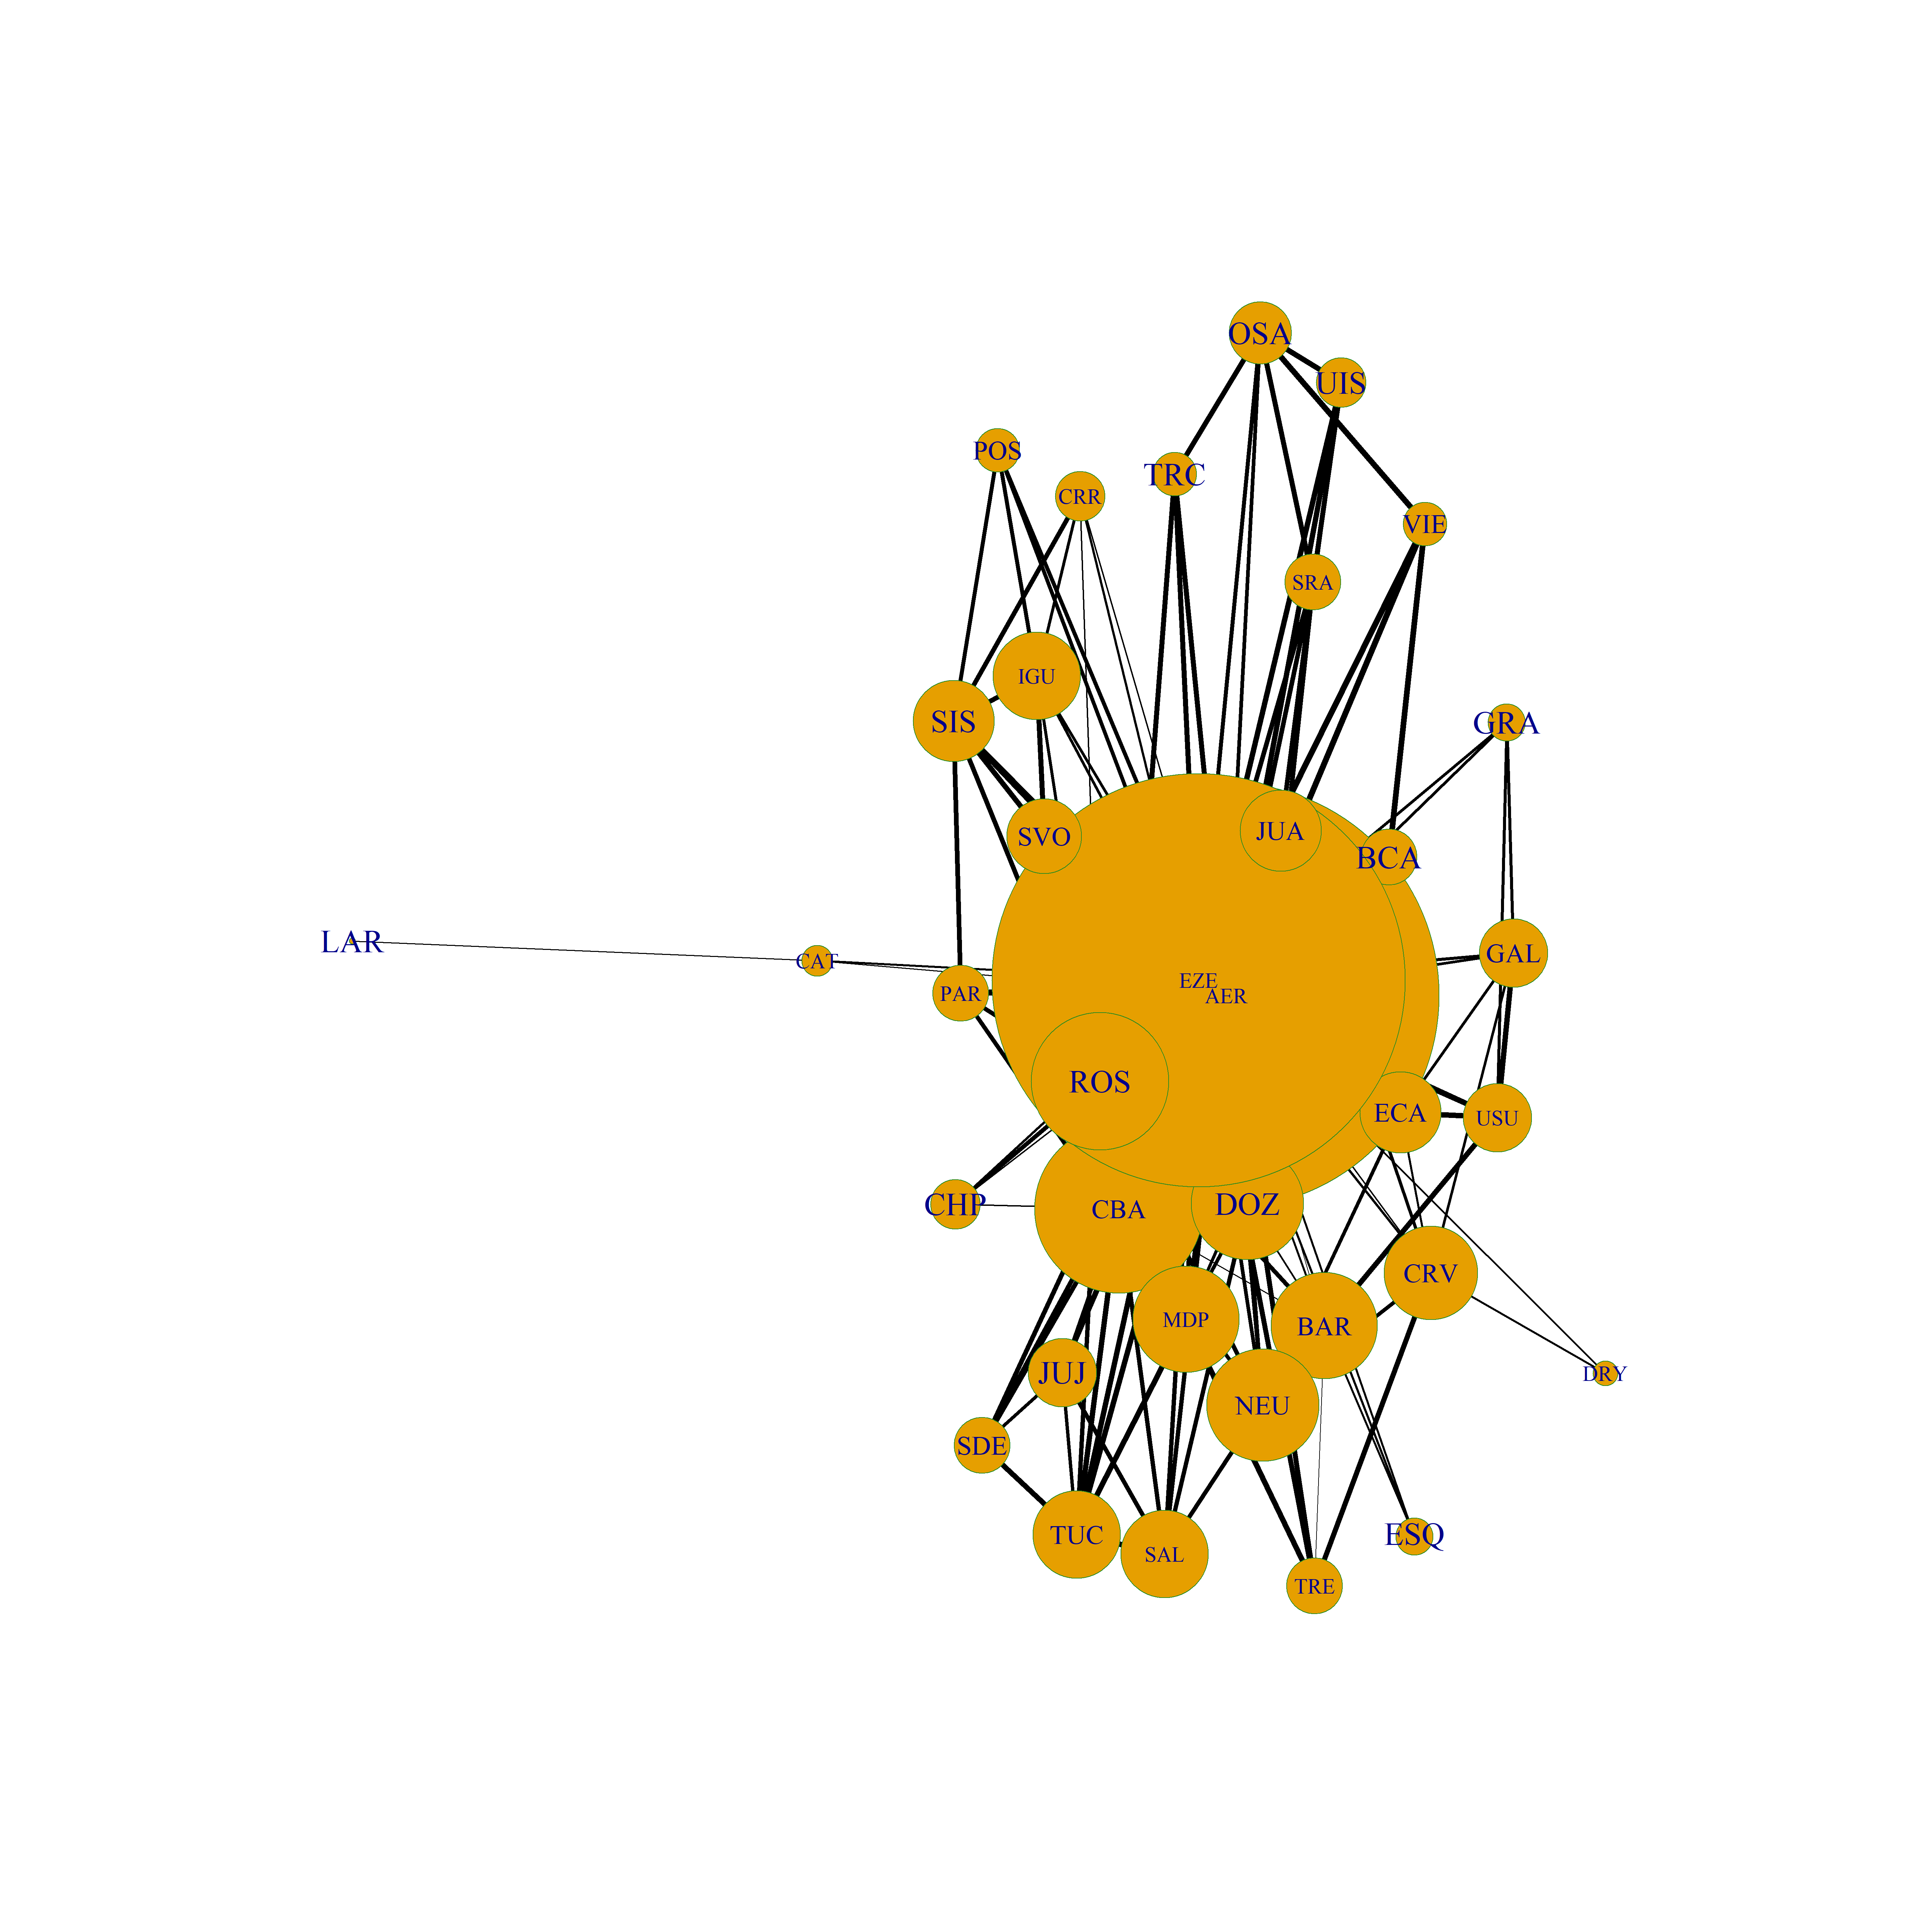 OSA
UIS
POS
TRC
CRR
VIE
SRA
IGU
SIS
GRA
JUA
SVO
BCA
LAR
GAL
CAT
EZE
PAR
AER
ROS
ECA
USU
CHP
DOZ
CBA
CRV
MDP
BAR
JUJ
DRY
NEU
SDE
TUC
ESQ
SAL
TRE